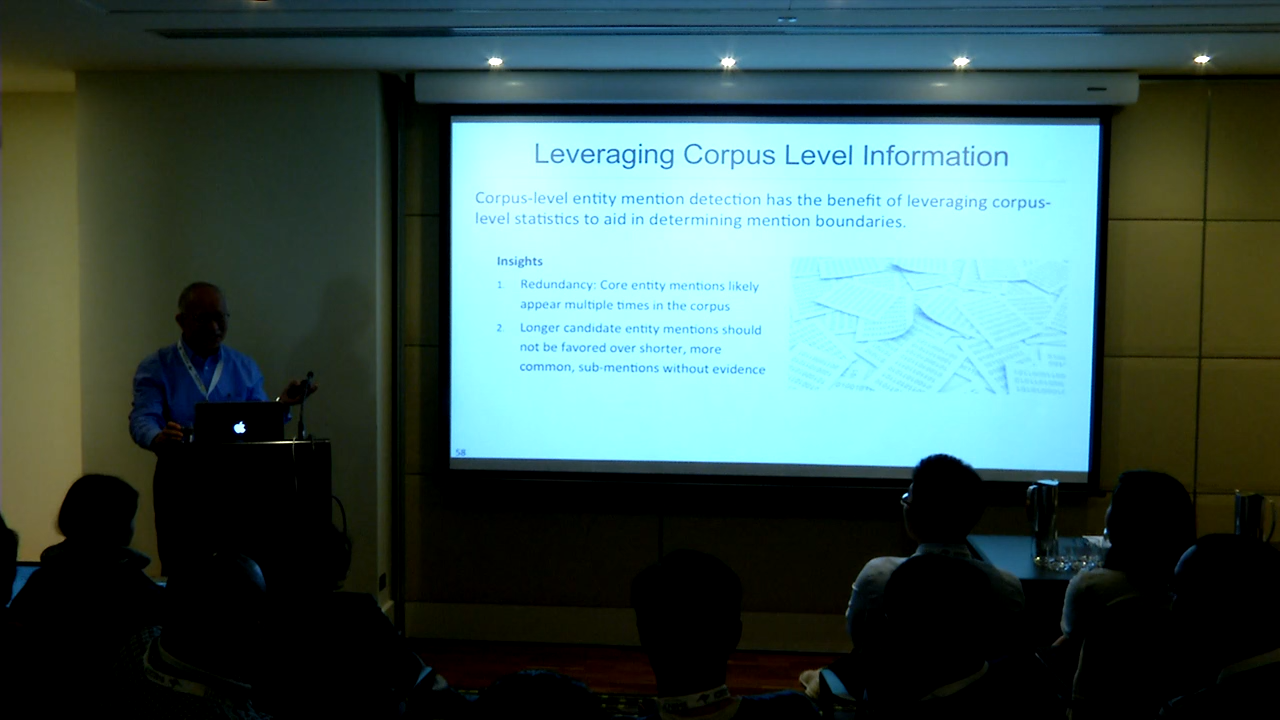 Leveraging Corpus Level Information
Corpus-level entity mention detection has the benefit of leveraging corpus-
level statistics to aid in determining mention boundaries.
Insights
1. Redundancy: Core entity mentions likely
appear multiple times in the corpus
2. Longer candidate entity mentions should
not be favored over shorter, more
common, sub-mentions without evidence
58